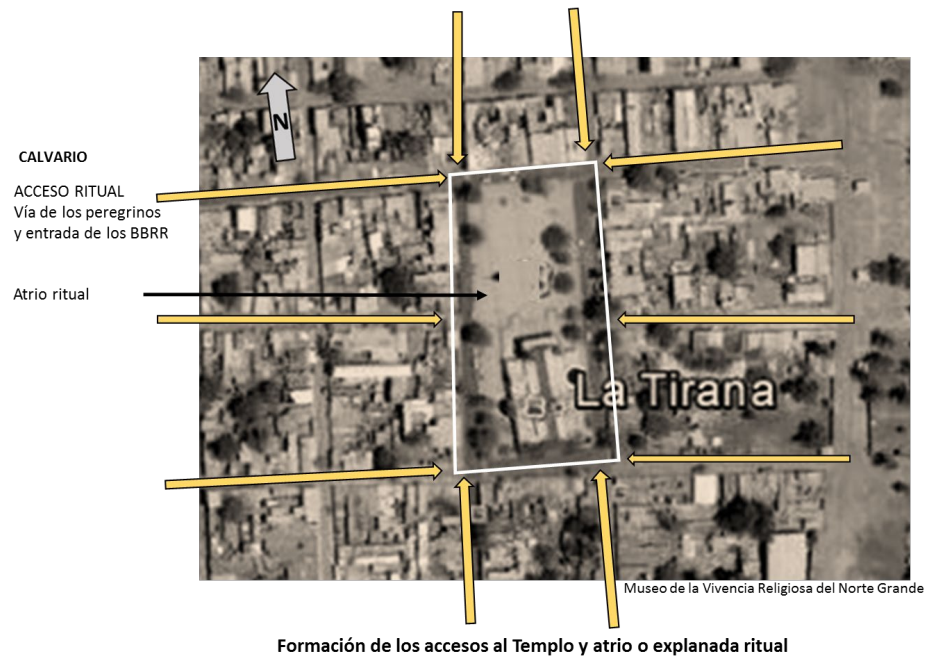 N
CALVARIO
ACCESO RITUAL
Vía de los peregrinos
y entrada de los BBRR
Atrio ritual
La Tirana
Museo de la Vivencia Religiosa del Norte Grande
Formación de los accesos al Templo y atrio o explanada ritual